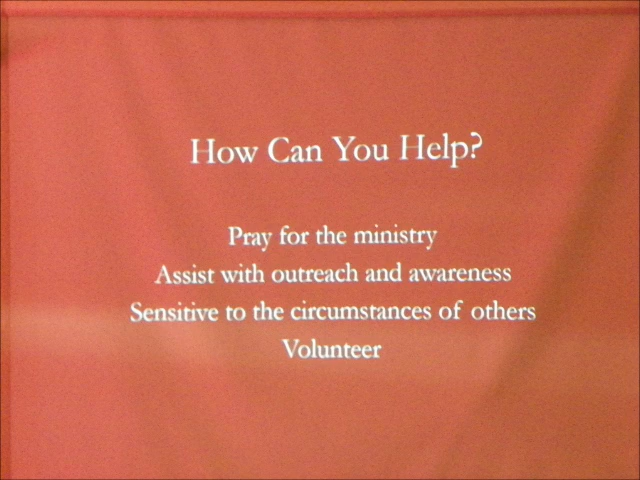 How Can You Help?
Pray for the ministry
Assist with outreach and awareness
Sensitive to the circumstances of others
Volunteer